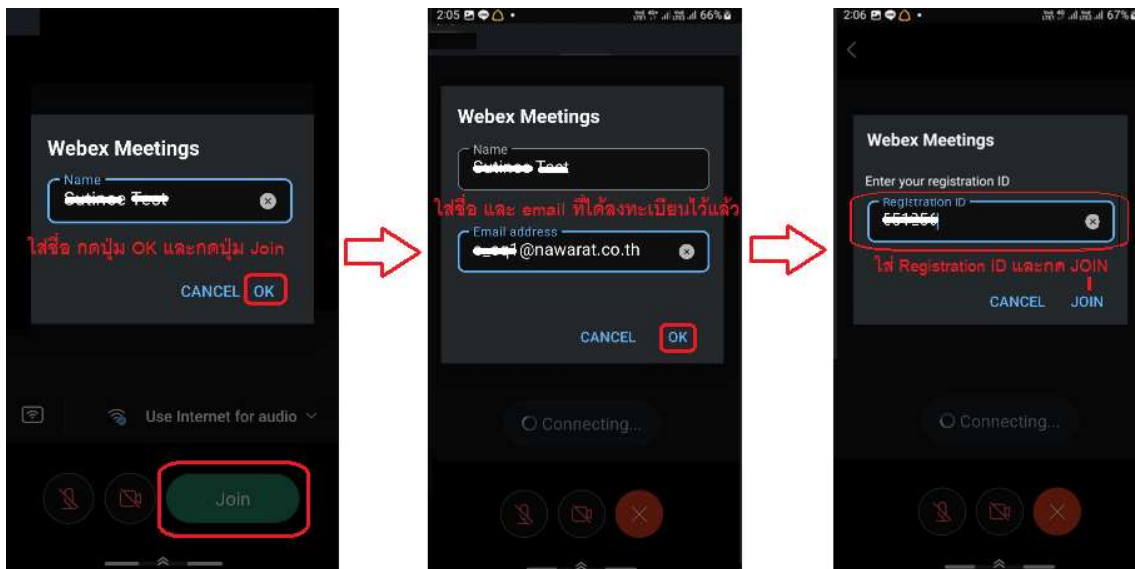 Webex Meetings
Name
ใส่ชื่อ กดปุ่ม OK และกดปุ่ม Join
CANCEL OK
Use Internet for audio
Join
2:05
66%
Webex Meetings
Name
ใส่ชื่อ และ email ที่ได้ลงทะเบียนไว้แล้ว
Email address
@nawarat.co.th
CANCEL OK
Connecting...
2:06
67%
Webex Meetings
Enter your registration ID
Registration ID
ใส่ Registration ID และกด JOIN
CANCEL JOIN
Connecting...